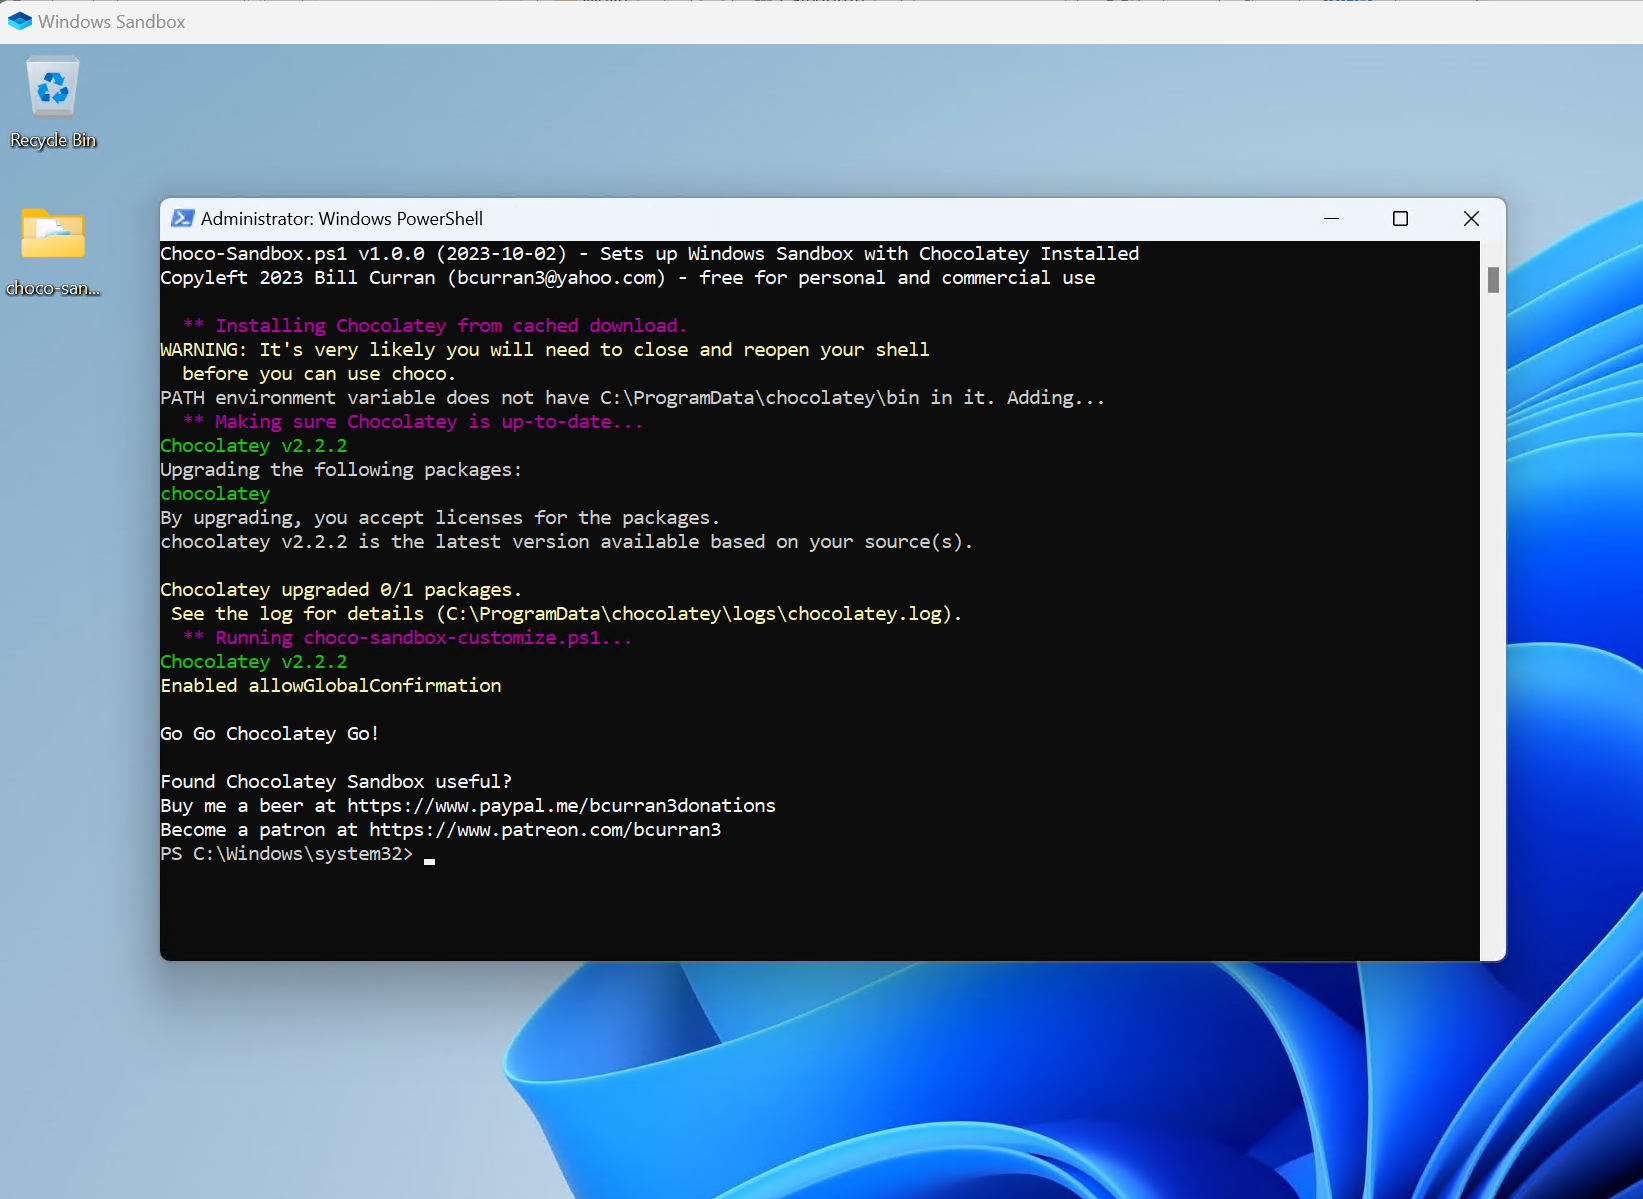 Windows Sandbox
Recycle Bin
choco-san...
Administrator: Windows PowerShell
Choco-Sandbox.ps1 v1.0.0 (2023-10-02) - Sets up Windows Sandbox with Chocolatey Installed
Copyleft 2023 Bill Curran (bcurran3@yahoo.com) - free for personal and commercial use
** Installing Chocolatey from cached download.
WARNING: It's very likely you will need to close and reopen your shell
before you can use choco.
PATH environment variable does not have C:\ProgramData\chocolatey\bin in it. Adding...
** Making sure Chocolatey is up-to-date...
Chocolatey v2.2.2
Upgrading the following packages:
chocolatey
By upgrading, you accept licenses for the packages.
chocolatey v2.2.2 is the latest version available based on your source(s).
Chocolatey upgraded 0/1 packages.
See the log for details (C:\ProgramData\chocolatey\logs\chocolatey.log).
** Running choco-sandbox-customize.ps1...
Chocolatey v2.2.2
Enabled allowGlobalConfirmation
Go Go Chocolatey Go!
Found Chocolatey Sandbox useful?
Buy me a beer at https://www.paypal.me/bcurran3donations
Become a patron at https://www.patreon.com/bcurran3
PS C:\Windows\system32>